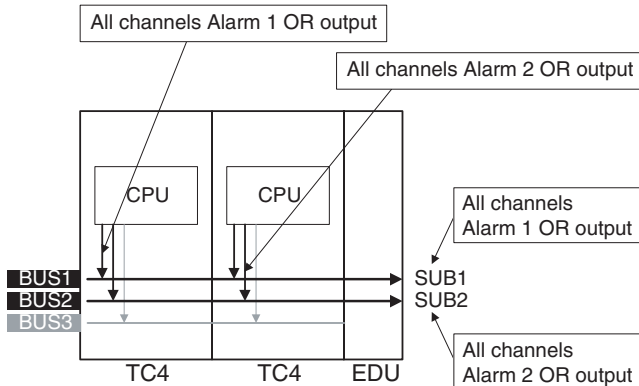 All channels Alarm 1 OR output
All channels Alarm 2 OR output
CPU
CPU
All channels
Alarm 1 OR output
BUS1
SUB1
BUS2
SUB2
BUS3
All channels
Alarm 2 OR output
TC4
TC4
EDU